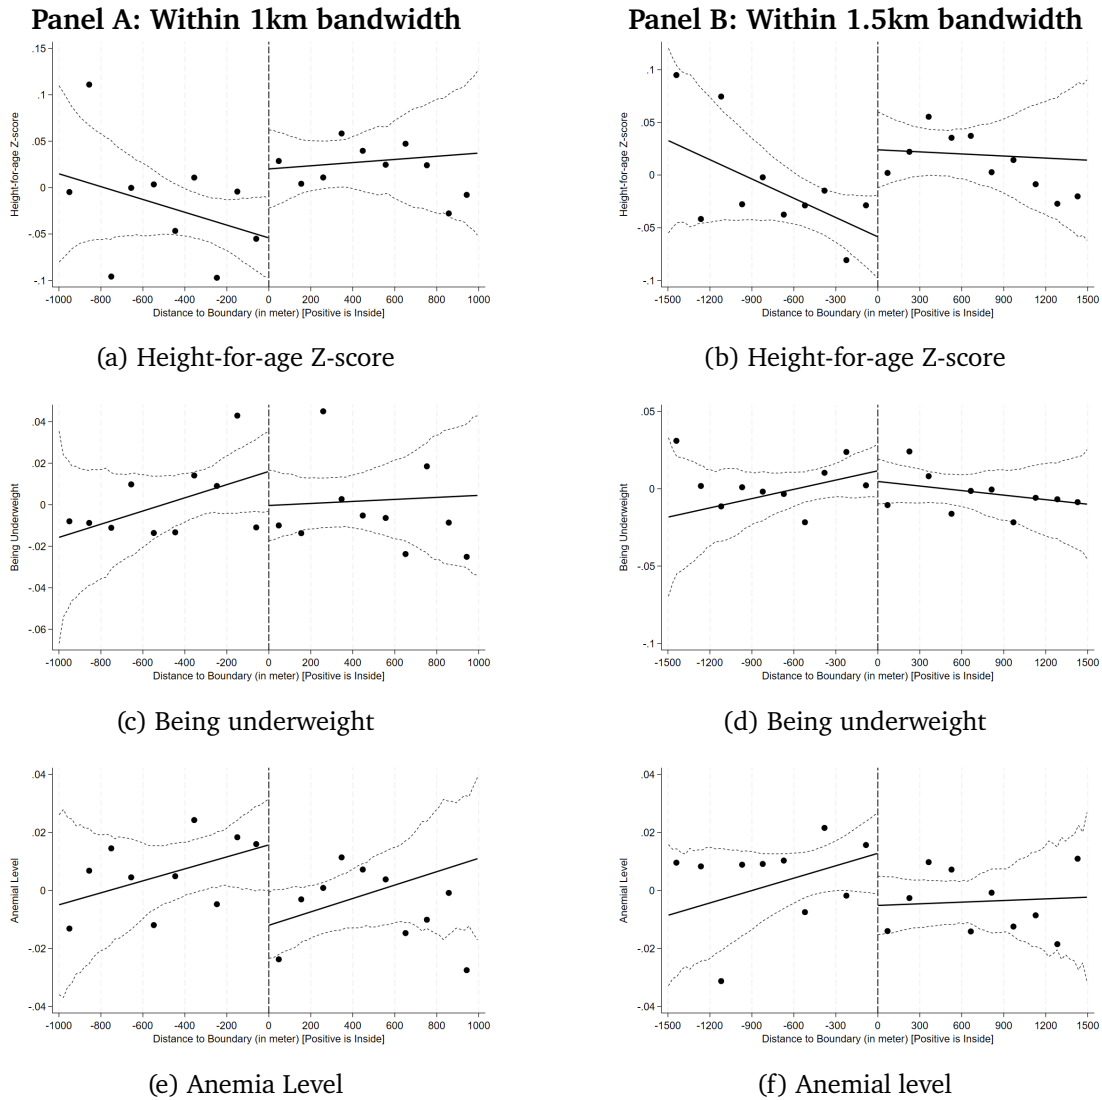 Panel A: Within 1km bandwidth
Panel B: Within 1.5km bandwidth
.15
.1
.05
0
-.05
-.1
Height-for-age Z-score
-1000 -800 -600 -400 -200 0 200 400 600 800 1000
Distance to Boundary (in meter) [Positive is Inside]
(a) Height-for-age Z-score
.1
.05
0
-.05
-.1
Height-for-age Z-score
-1500 -1200 -900 -600 -300 0 300 600 900 1200 1500
Distance to Boundary (in meter) [Positive is Inside]
(b) Height-for-age Z-score
.04
.02
0
-.02
-.04
-.06
Being Underweight
-1000 -800 -600 -400 -200 0 200 400 600 800 1000
Distance to Boundary (in meter) [Positive is Inside]
(c) Being underweight
.05
0
-.05
-.1
Being Underweight
-1500 -1200 -900 -600 -300 0 300 600 900 1200 1500
Distance to Boundary (in meter) [Positive is Inside]
(d) Being underweight
.04
.02
0
-.02
-.04
Anemial Level
-1000 -800 -600 -400 -200 0 200 400 600 800 1000
Distance to Boundary (in meter) [Positive is Inside]
(e) Anemia Level
.04
.02
0
-.02
-.04
Anemial Level
-1500 -1200 -900 -600 -300 0 300 600 900 1200 1500
Distance to Boundary (in meter) [Positive is Inside]
(f) Anemial level